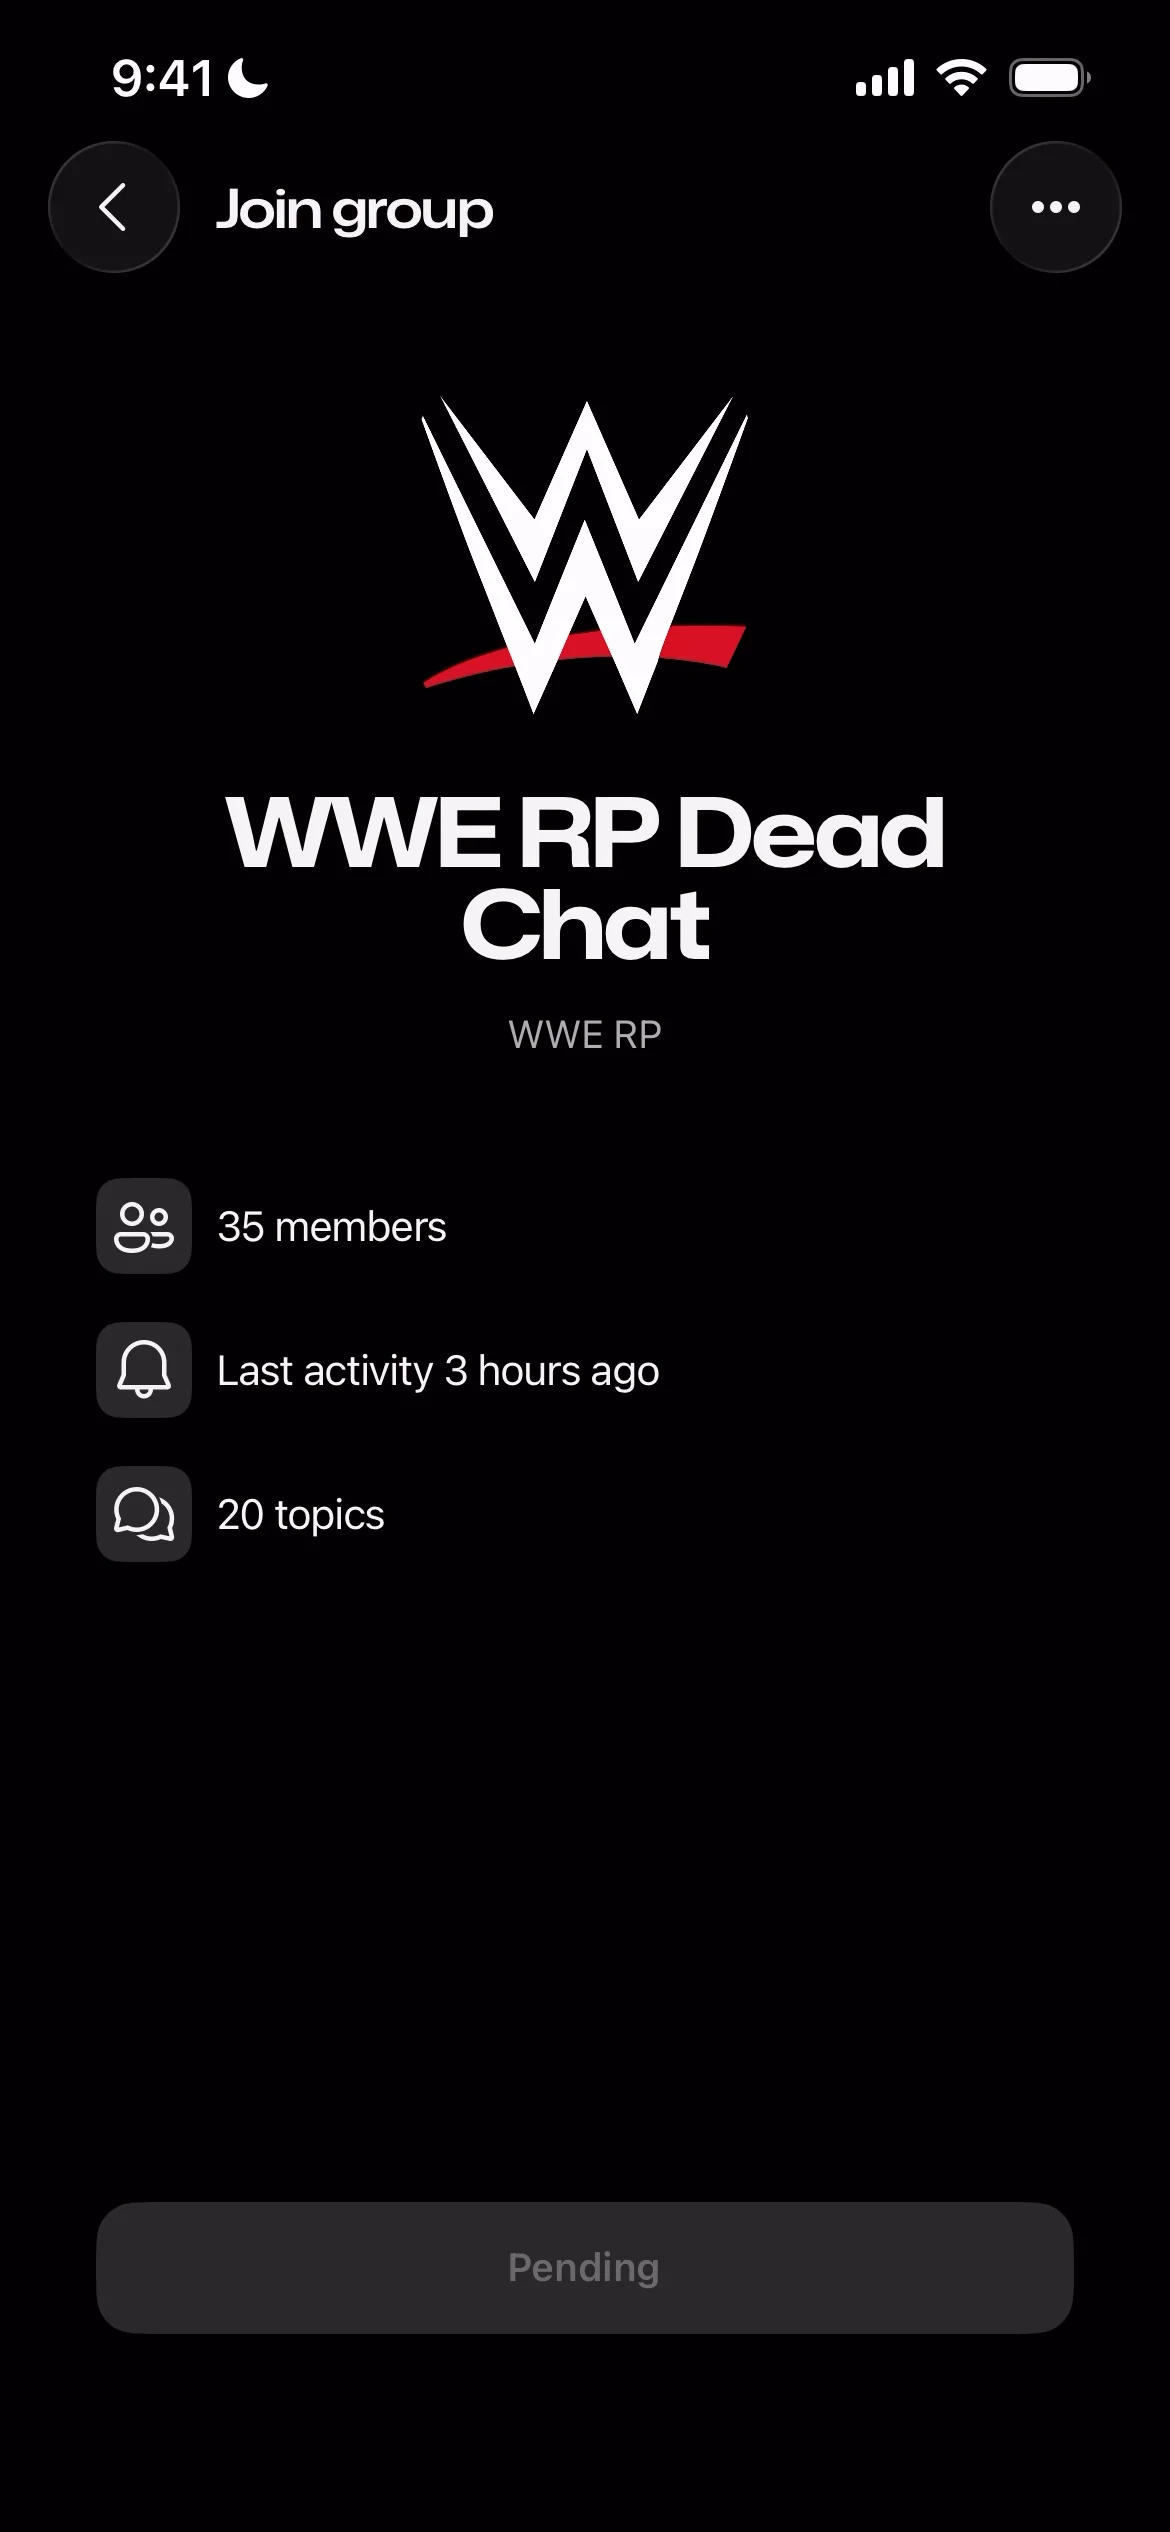 9:41
Join group
WWE RP Dead
Chat
WWE RP
35 members
Last activity 3 hours ago
20 topics
Pending